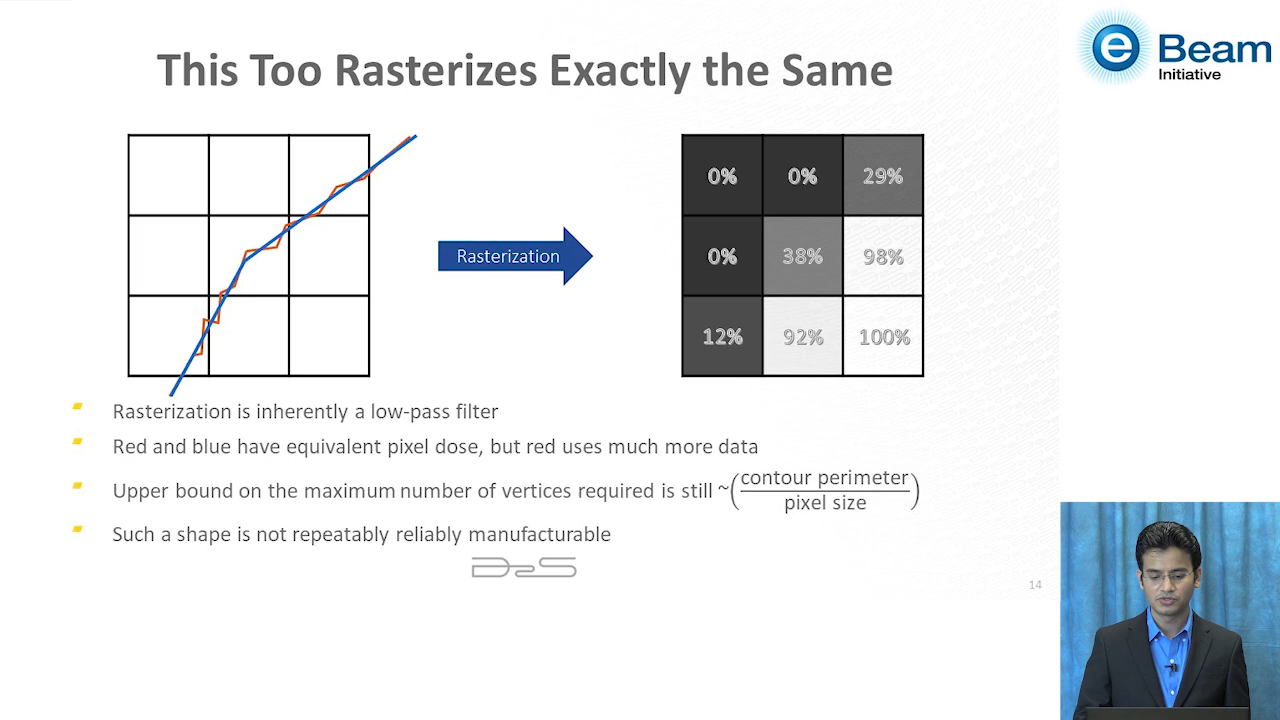 This Too Rasterizes Exactly the Same
e Beam
Initiative
Rasterization
0% 0% 29%
0% 38% 98%
12% 92% 100%
Rasterization is inherently a low-pass filter
Red and blue have equivalent pixel dose, but red uses much more data
Upper bound on the maximum number of vertices required is still ~(contour perimeter
pixel size)
Such a shape is not repeatably reliably manufacturable
D2S
14